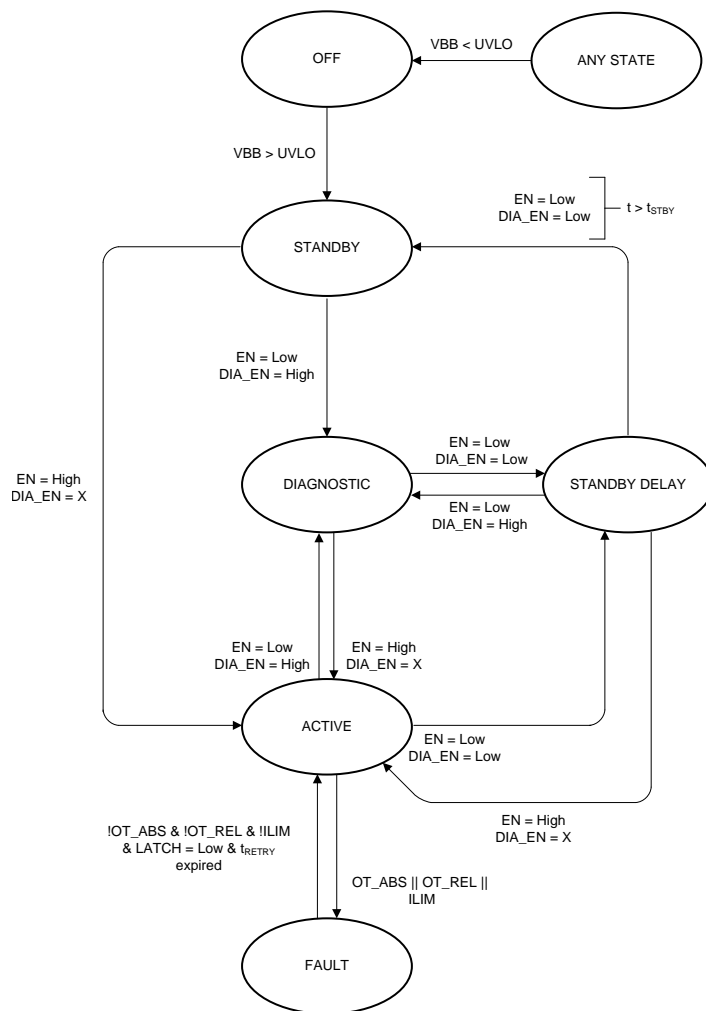 OFF
VBB < UVLO
ANY STATE
VBB > UVLO
EN = Low
DIA_EN = Low
t > tSTBY
STANDBY
EN = Low
DIA_EN = High
EN = High
DIA_EN = X
DIAGNOSTIC
EN = Low
DIA_EN = Low
EN = Low
DIA_EN = High
STANDBY DELAY
EN = Low
DIA_EN = High
EN = High
DIA_EN = X
ACTIVE
EN = Low
DIA_EN = Low
EN = High
DIA_EN = X
!OT_ABS & !OT_REL & !ILIM
& LATCH = Low & tRETRY
expired
OT_ABS || OT_REL ||
ILIM
FAULT